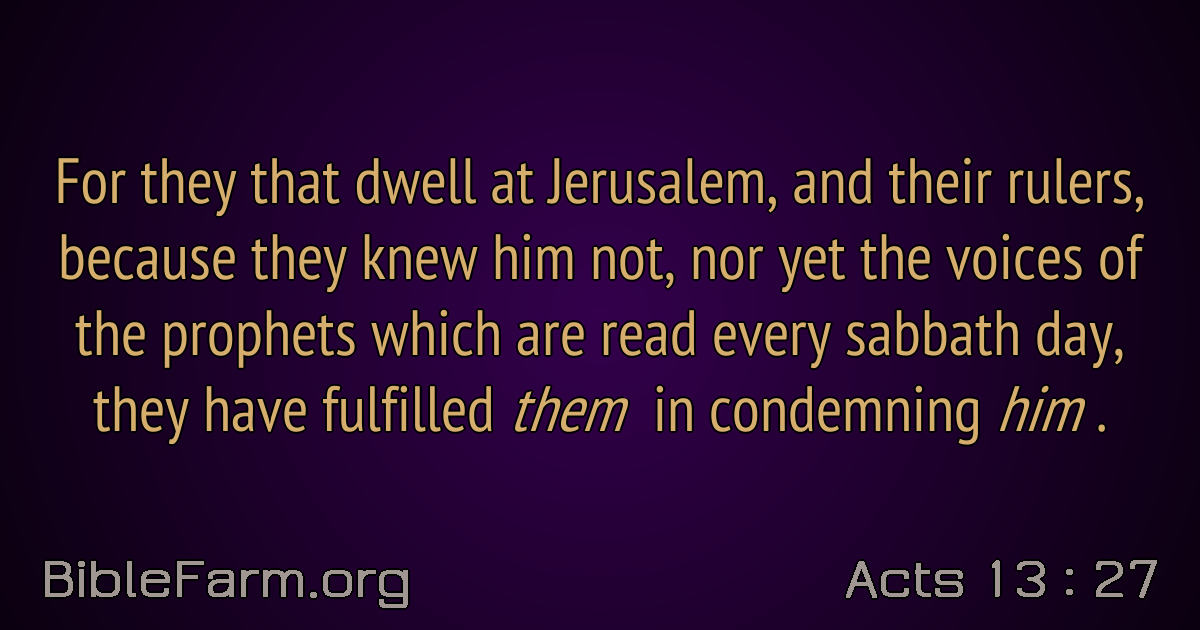 For they that dwell at Jerusalem, and their rulers,
because they knew him not, nor yet the voices of
the prophets which are read every sabbath day,
they have fulfilled them in condemning him .
BibleFarm.org
Acts 13 : 27